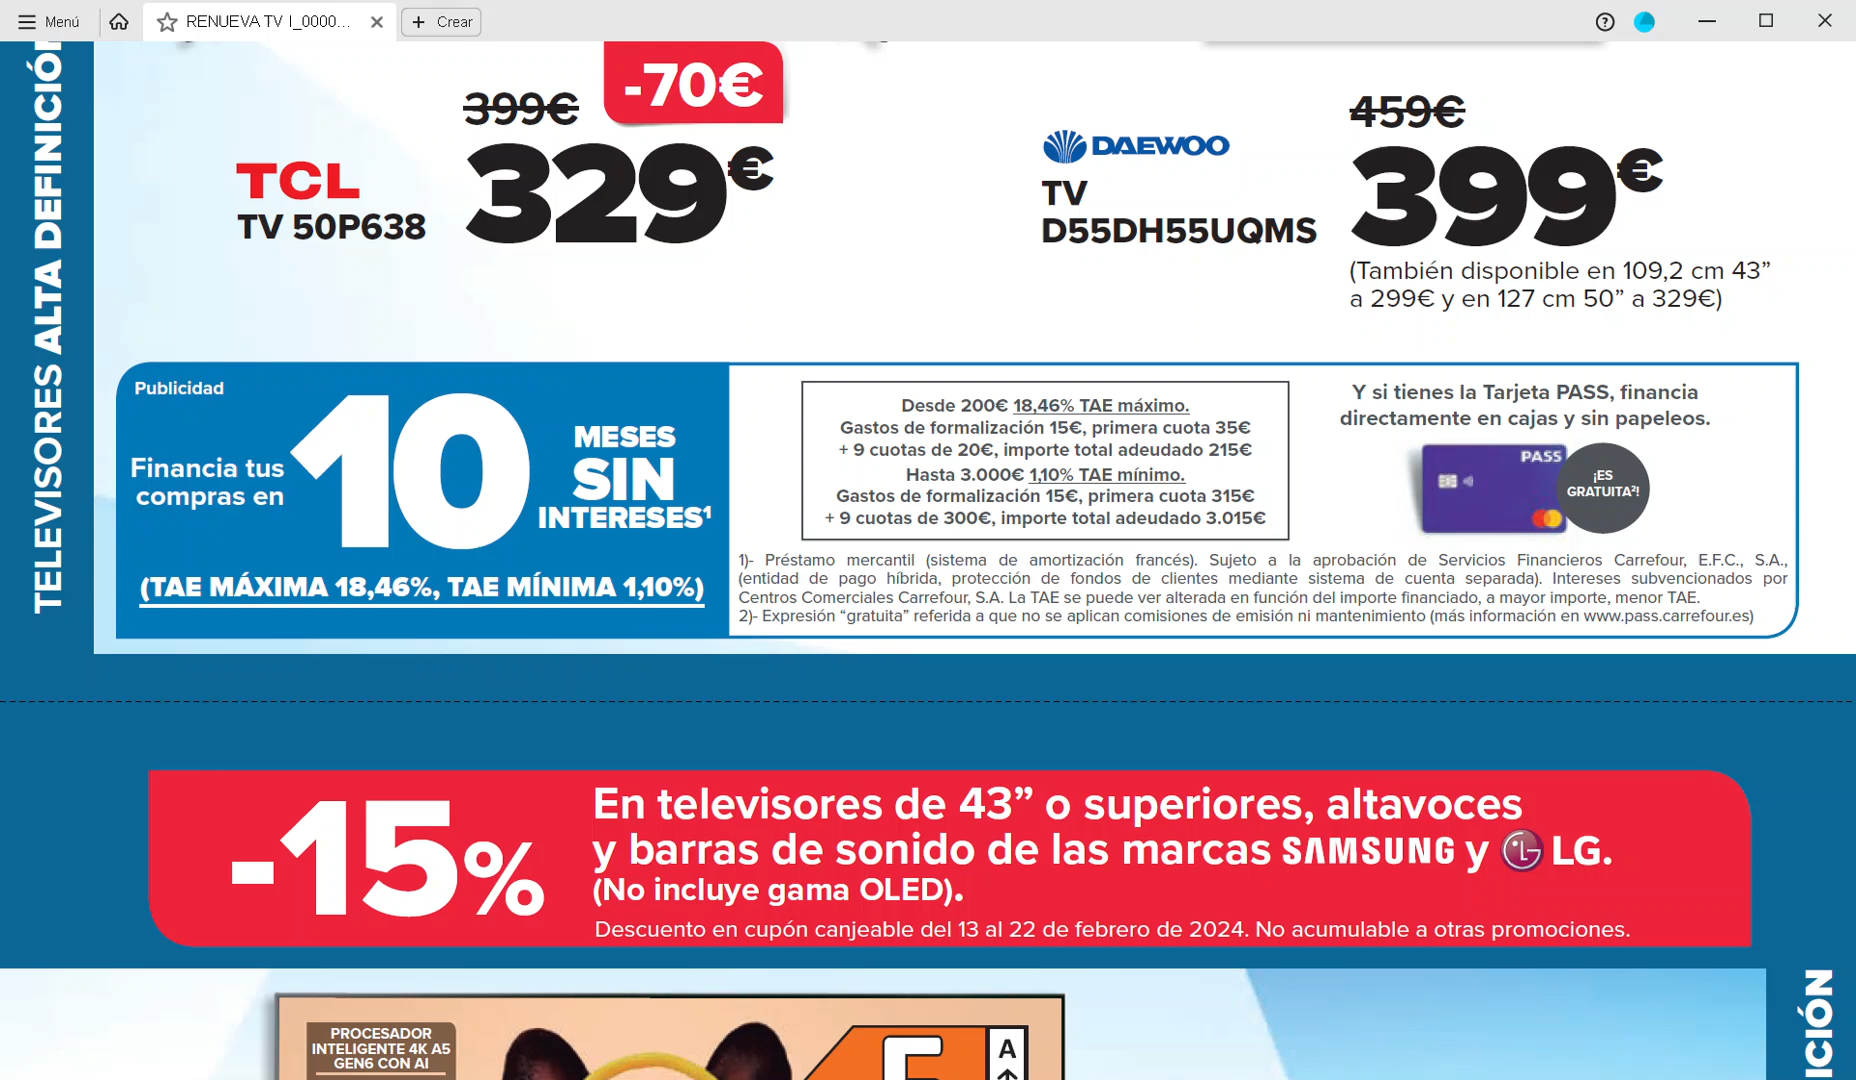 Menú
RENUEVA TV I_0000...
Crear
TELEVISORES ALTA DEFINICIÓN
-70€
399€
329€
TCL
TV 50P638
459€
DAEWOO
TV
D55DH55UQMS
399€
(También disponible en 109,2 cm 43”
a 299€ y en 127 cm 50” a 329€)
Publicidad
Financia tus
compras en
10
MESES
SIN
INTERESES¹
(TAE MÁXIMA 18,46%, TAE MÍNIMA 1,10%)
Desde 200€ 18,46% TAE máximo.
Gastos de formalización 15€, primera cuota 35€
+ 9 cuotas de 20€, importe total adeudado 215€
Hasta 3.000€ 1,10% TAE mínimo.
Gastos de formalización 15€, primera cuota 315€
+ 9 cuotas de 300€, importe total adeudado 3.015€
Y si tienes la Tarjeta PASS, financia
directamente en cajas y sin papeleos.
PASS
¡ES
GRATUITA²!
1)- Préstamo mercantil (sistema de amortización francés). Sujeto a la aprobación de Servicios Financieros Carrefour, E.F.C., S.A.,
(entidad de pago híbrida, protección de fondos de clientes mediante sistema de cuenta separada). Intereses subvencionados por
Centros Comerciales Carrefour, S.A. La TAE se puede ver alterada en función del importe financiado, a mayor importe, menor TAE.
2)- Expresión “gratuita” referida a que no se aplican comisiones de emisión ni mantenimiento (más información en www.pass.carrefour.es)
-15%
En televisores de 43” o superiores, altavoces
y barras de sonido de las marcas SAMSUNG y LG.
(No incluye gama OLED).
Descuento en cupón canjeable del 13 al 22 de febrero de 2024. No acumulable a otras promociones.
PROCESADOR
INTELIGENTE 4K A5
GEN6 CON AI
A
ICIÓN